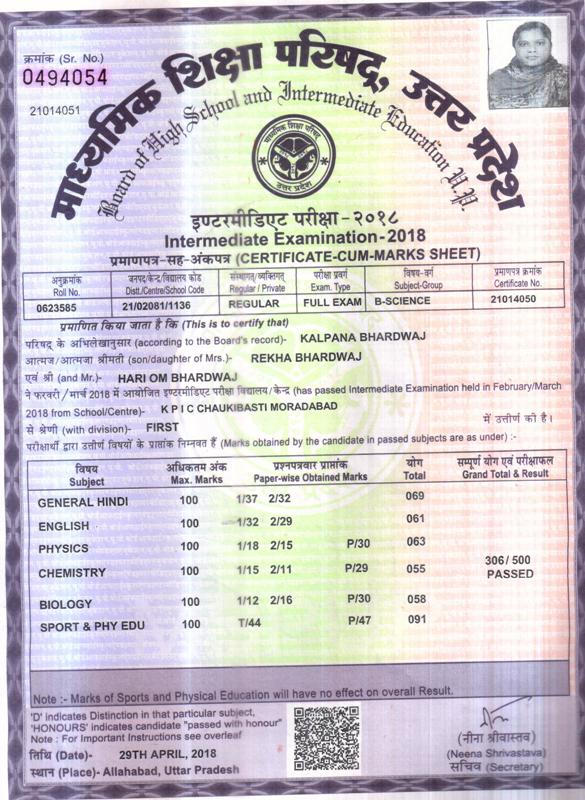 क्रमांक (Sr. No.)
0494054
21014051
माध्यमिक शिक्षा परिषद्, उत्तर प्रदेश
Board of High School and Intermediate Education U.P.
माध्यमिक शिक्षा परिषद्
उत्तर प्रदेश
इण्टरमीडिएट परीक्षा - २०१८
Intermediate Examination - 2018
प्रमाणपत्र-सह-अंकपत्र (CERTIFICATE-CUM-MARKS SHEET)
अनुक्रमांक जनपद/केन्द्र/विद्यालय कोड संस्थागत/व्यक्तिगत परीक्षा प्रवर्ग विषय-वर्ग प्रमाणपत्र क्रमांक
Roll No. Distt./Centre/School Code Regular / Private Exam. Type Subject-Group Certificate No.
0623585 21/02081/1136 REGULAR FULL EXAM B-SCIENCE 21014050
प्रमाणित किया जाता है कि (This is to certify that)
परिषद् के अभिलेखानुसार (according to the Board's record)- KALPANA BHARDWAJ
आत्मज/आत्मजा श्रीमती (son/daughter of Mrs.)- REKHA BHARDWAJ
एवं श्री (and Mr.)- HARI OM BHARDWAJ
ने फरवरी/मार्च 2018 में आयोजित इण्टरमीडिएट परीक्षा विद्यालय/केन्द्र (has passed Intermediate Examination held in February/March
2018 from School/Centre)- K P I C CHAUKIBASTI MORADABAD
से श्रेणी (with division)- FIRST में उत्तीर्ण की है।
परीक्षार्थी द्वारा उत्तीर्ण विषयों के प्राप्तांक निम्नवत हैं (Marks obtained by the candidate in passed subjects are as under) :-
विषय अधिकतम अंक प्रश्नपत्रवार प्राप्तांक योग सम्पूर्ण योग एवं परीक्षाफल
Subject Max. Marks Paper-wise Obtained Marks Total Grand Total & Result
GENERAL HINDI 100 1/37 2/32 069
ENGLISH 100 1/32 2/29 061
PHYSICS 100 1/18 2/15 P/30 063
306/500
CHEMISTRY 100 1/15 2/11 P/29 055
PASSED
BIOLOGY 100 1/12 2/16 P/30 058
SPORT & PHY EDU 100 T/44 P/47 091
Note :- Marks of Sports and Physical Education will have no effect on overall Result.
'D' indicates Distinction in that particular subject,
'HONOURS' indicates candidate "passed with honour"
Note : For Important Instructions see overleaf
तिथि (Date)- 29TH APRIL, 2018
स्थान (Place)- Allahabad, Uttar Pradesh
(नीना श्रीवास्तव)
(Neena Shrivastava)
सचिव (Secretary)